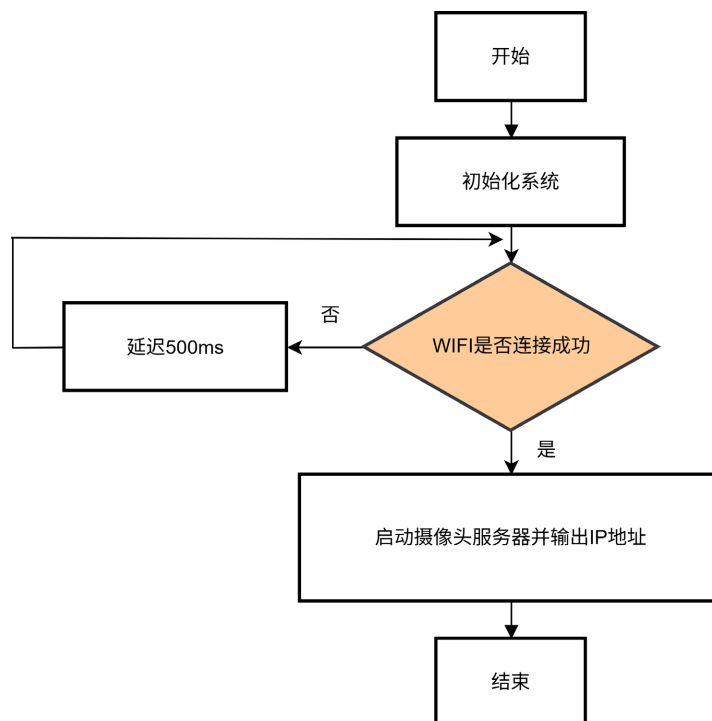 开始
初始化系统
否
延迟500ms
WIFI是否连接成功
是
启动摄像头服务器并输出IP地址
结束